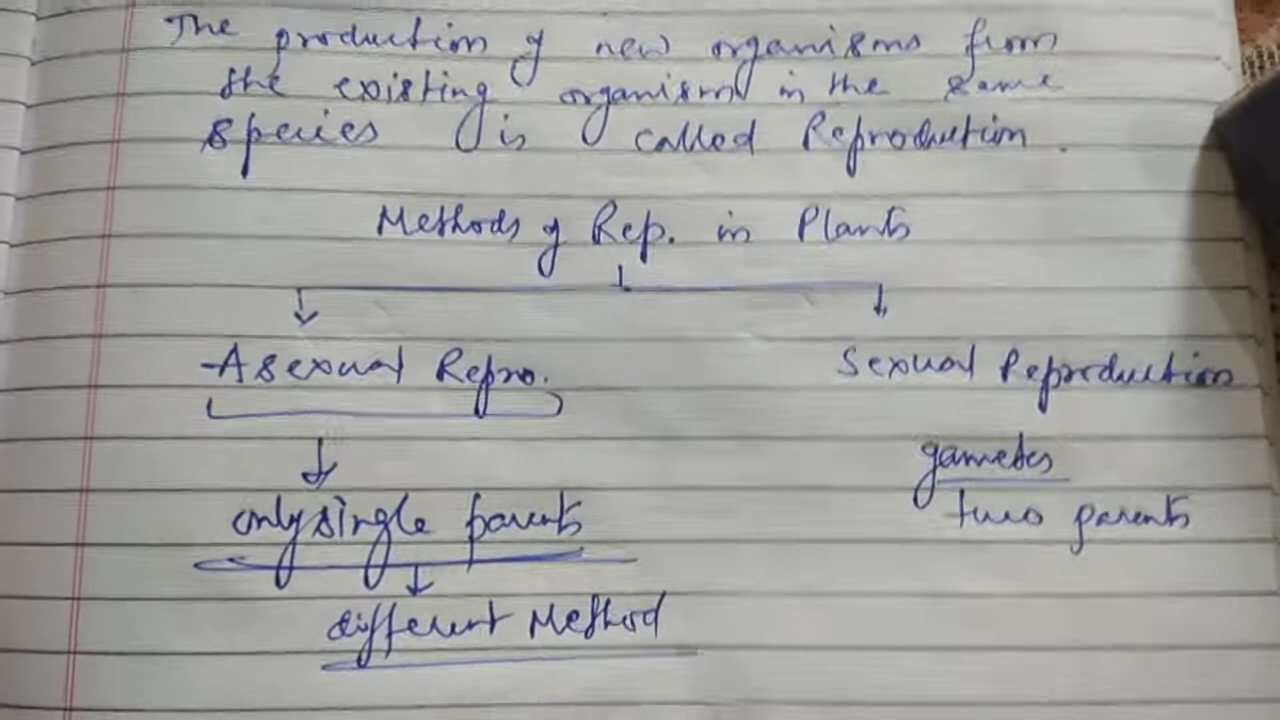 The production of new organisms from
the existing organism in the same
species is called Reproduction.
Methods of Rep. in Plants
Asexual Repro. Sexual Reproduction
gametes
only single parents two parents
different Method